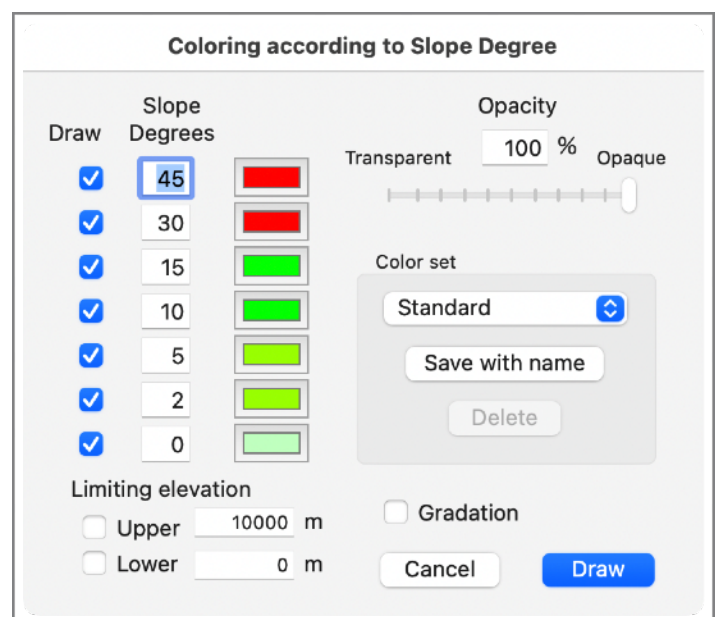 Coloring according to Slope Degree
Slope
Draw Degrees
45
30
15
10
5
2
0
Opacity
100 %
Transparent Opaque
Color set
Standard
Save with name
Delete
Limiting elevation
Upper 10000 m
Lower 0 m
Gradation
Cancel Draw